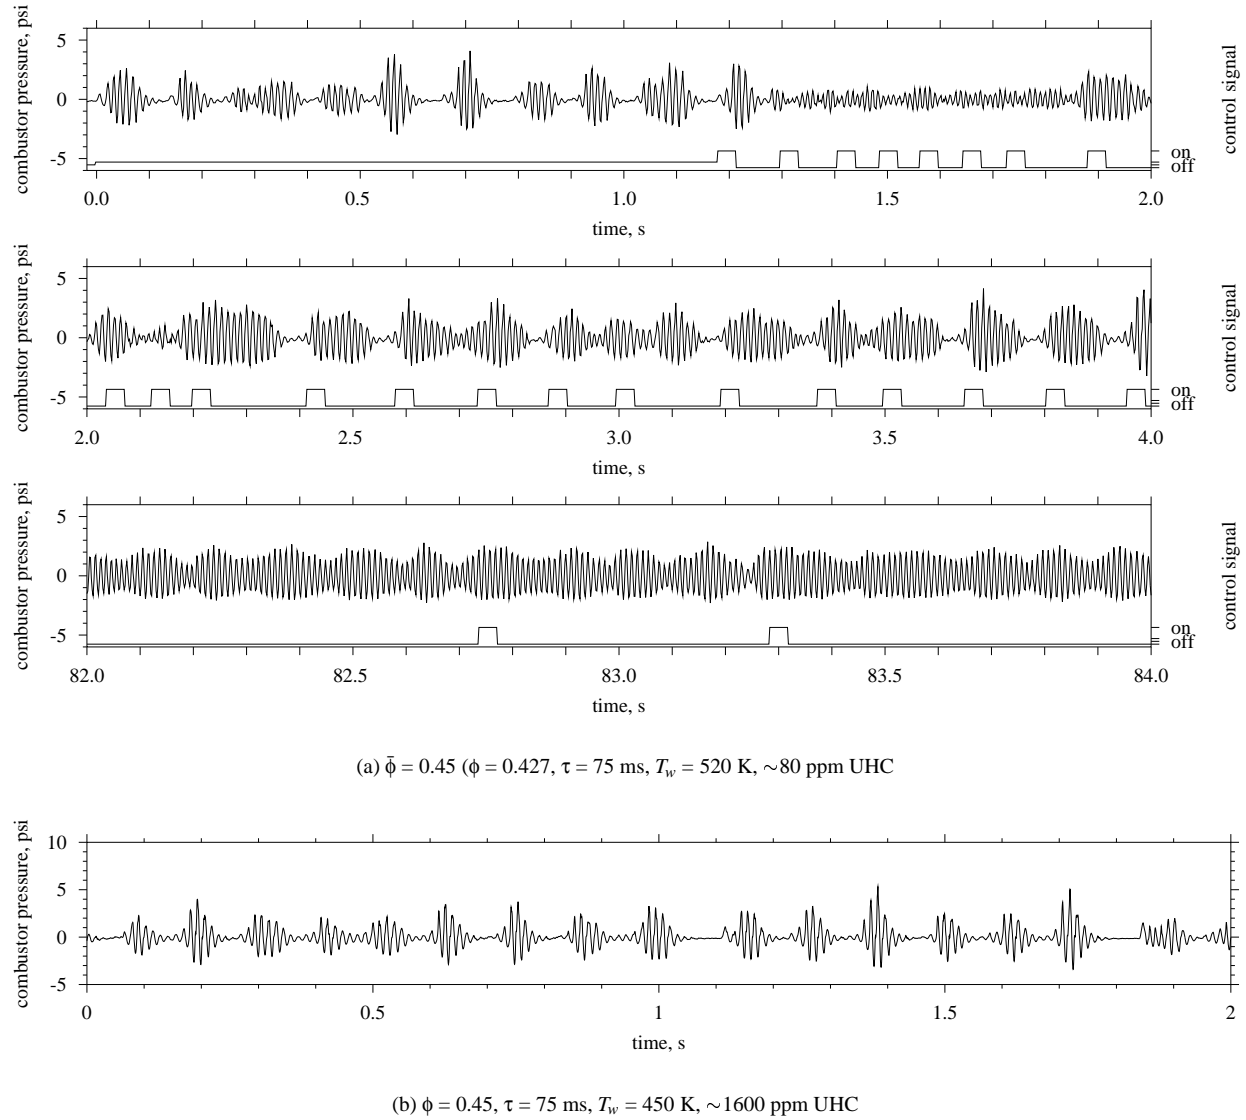 combustor pressure, psi
5
0
-5
control signal
on
off
0.0 0.5 1.0 1.5 2.0
time, s
combustor pressure, psi
5
0
-5
control signal
on
off
2.0 2.5 3.0 3.5 4.0
time, s
combustor pressure, psi
5
0
-5
control signal
on
off
82.0 82.5 83.0 83.5 84.0
time, s
(a) ϕ̄ = 0.45 (ϕ = 0.427, τ = 75 ms, T_w = 520 K, ∼80 ppm UHC
combustor pressure, psi
10
5
0
-5
0 0.5 1 1.5 2
time, s
(b) ϕ = 0.45, τ = 75 ms, T_w = 450 K, ∼1600 ppm UHC